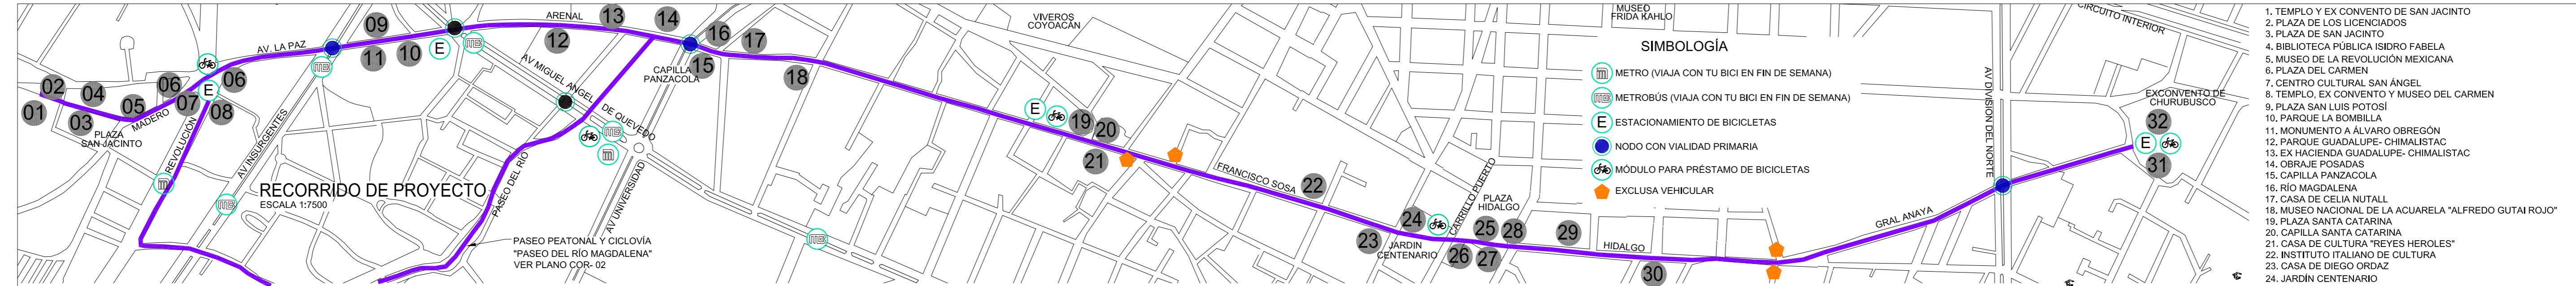 09
13
14
ARENAL
16
17
11
10
12
15
18
E
AV. LA PAZ
VIVEROS
COYOACÁN
MUSEO
FRIDA KAHLO
CIRCUITO INTERIOR
AV MIGUEL ANGEL DE QUEVEDO
CAPILLA
PANZACOLA
02
04
06
06
05
07
08
01
03
E
MADERO
PLAZA
SAN JACINTO
REVOLUCIÓN
AV INSURGENTES
RECORRIDO DE PROYECTO
ESCALA 1:7500
PASEO DEL RÍO
AV UNIVERSIDAD
PASEO PEATONAL Y CICLOVÍA
"PASEO DEL RÍO MAGDALENA"
VER PLANO COR- 02
E
19
20
21
FRANCISCO SOSA
22
23
24
JARDIN
CENTENARIO
CARRILLO PUERTO
PLAZA
HIDALGO
25
28
26
27
29
HIDALGO
30
GRAL ANAYA
AV DIVISION DEL NORTE
EXCONVENTO DE
CHURUBUSCO
32
E
31
SIMBOLOGÍA
METRO (VIAJA CON TU BICI EN FIN DE SEMANA)
METROBÚS (VIAJA CON TU BICI EN FIN DE SEMANA)
E ESTACIONAMIENTO DE BICICLETAS
NODO CON VIALIDAD PRIMARIA
MÓDULO PARA PRÉSTAMO DE BICICLETAS
EXCLUSA VEHICULAR
1. TEMPLO Y EX CONVENTO DE SAN JACINTO
2. PLAZA DE LOS LICENCIADOS
3. PLAZA DE SAN JACINTO
4. BIBLIOTECA PÚBLICA ISIDRO FABELA
5. MUSEO DE LA REVOLUCIÓN MEXICANA
6. PLAZA DEL CARMEN
7. CENTRO CULTURAL SAN ÁNGEL
8. TEMPLO, EX CONVENTO Y MUSEO DEL CARMEN
9. PLAZA SAN LUIS POTOSÍ
10. PARQUE LA BOMBILLA
11. MONUMENTO A ÁLVARO OBREGÓN
12. PARQUE GUADALUPE- CHIMALISTAC
13. EX HACIENDA GUADALUPE- CHIMALISTAC
14. OBRAJE POSADAS
15. CAPILLA PANZACOLA
16. RÍO MAGDALENA
17. CASA DE CELIA NUTALL
18. MUSEO NACIONAL DE LA ACUARELA "ALFREDO GUTAI ROJO"
19. PLAZA SANTA CATARINA
20. CAPILLA SANTA CATARINA
21. CASA DE CULTURA "REYES HEROLES"
22. INSTITUTO ITALIANO DE CULTURA
23. CASA DE DIEGO ORDAZ
24. JARDÍN CENTENARIO